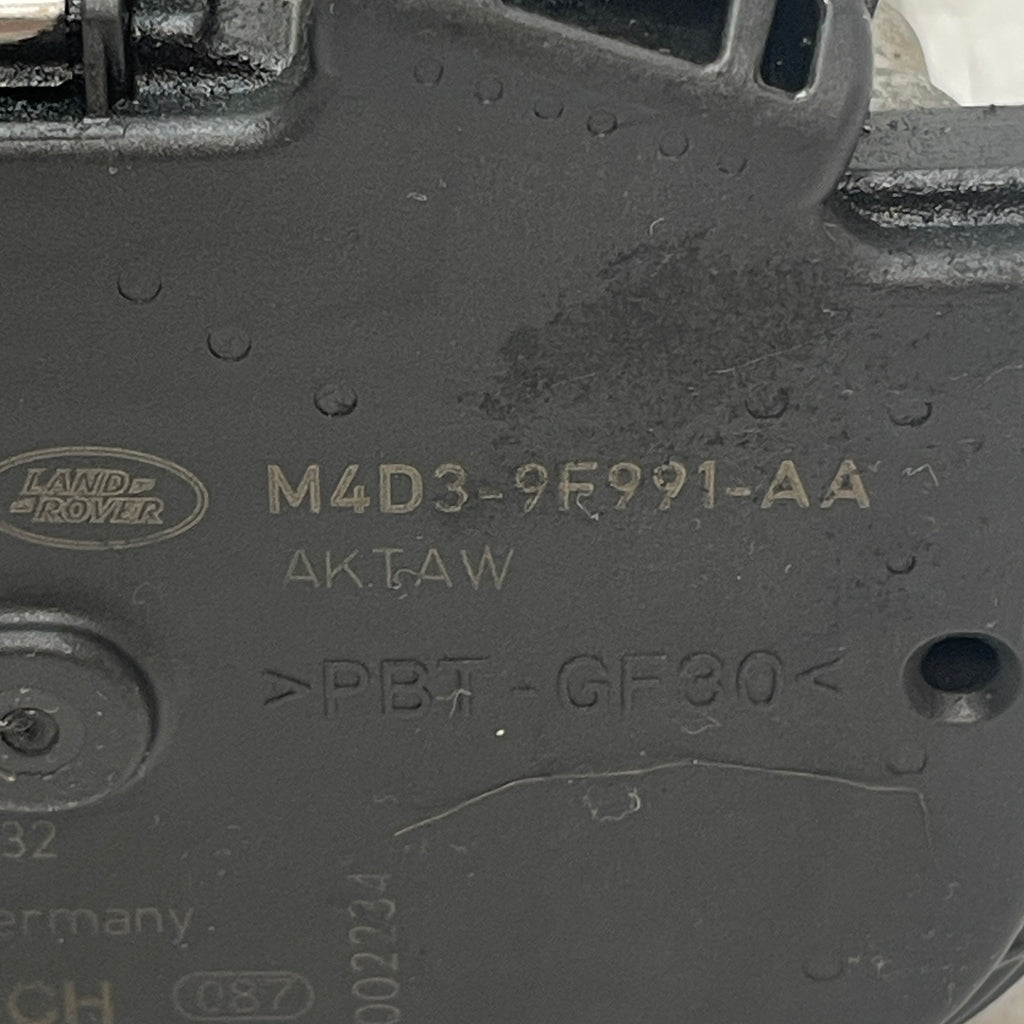 LAND
ROVER
M4D3-9F991-AA
AKTAW
>PBT-GF30<
32
ermany
002234
CH
087